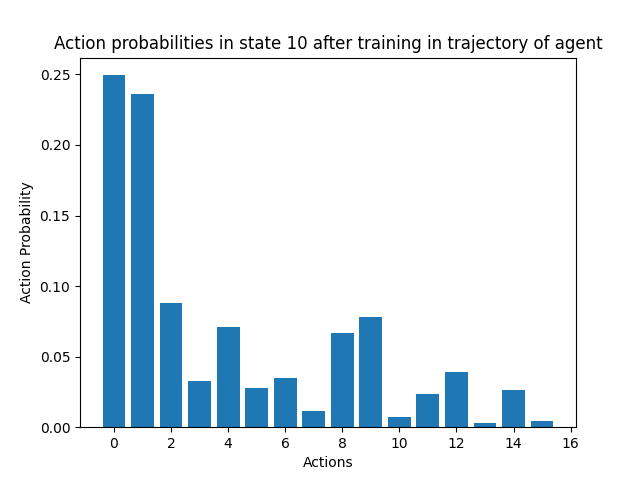 Action probabilities in state 10 after training in trajectory of agent
0.25
0.20
0.15
0.10
0.05
0.00
Action Probability
0 2 4 6 8 10 12 14 16
Actions